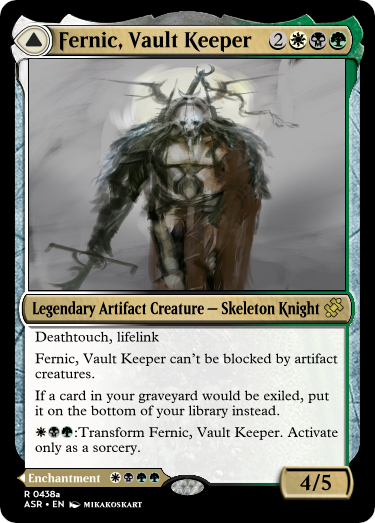 Fernic, Vault Keeper 2
Legendary Artifact Creature — Skeleton Knight
Deathtouch, lifelink
Fernic, Vault Keeper can't be blocked by artifact
creatures.
If a card in your graveyard would be exiled, put
it on the bottom of your library instead.
:Transform Fernic, Vault Keeper. Activate
only as a sorcery.
Enchantment
4/5
R 0438a
ASR • EN MIKAKOSKART